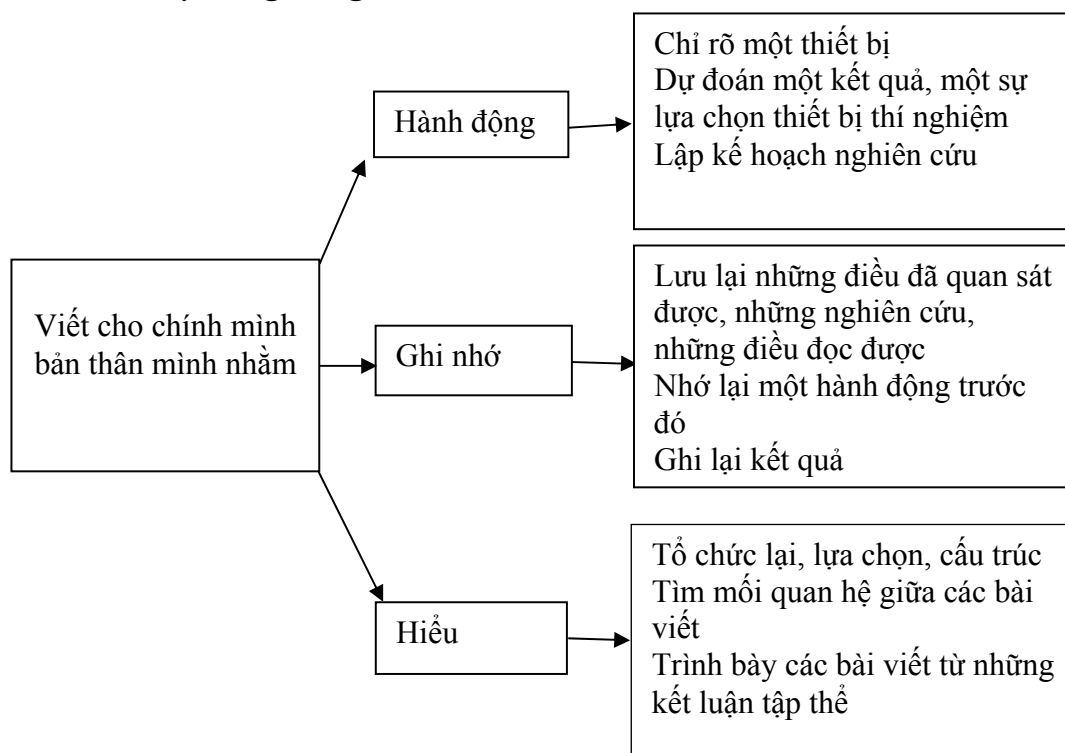 Chỉ rõ một thiết bị
Dự đoán một kết quả, một sự
lựa chọn thiết bị thí nghiệm
Lập kế hoạch nghiên cứu
Hành động
Viết cho chính mình
bản thân mình nhằm
Ghi nhớ
Lưu lại những điều đã quan sát
được, những nghiên cứu,
những điều đọc được
Nhớ lại một hành động trước
đó
Ghi lại kết quả
Hiểu
Tổ chức lại, lựa chọn, cấu trúc
Tìm mối quan hệ giữa các bài
viết
Trình bày các bài viết từ những
kết luận tập thể